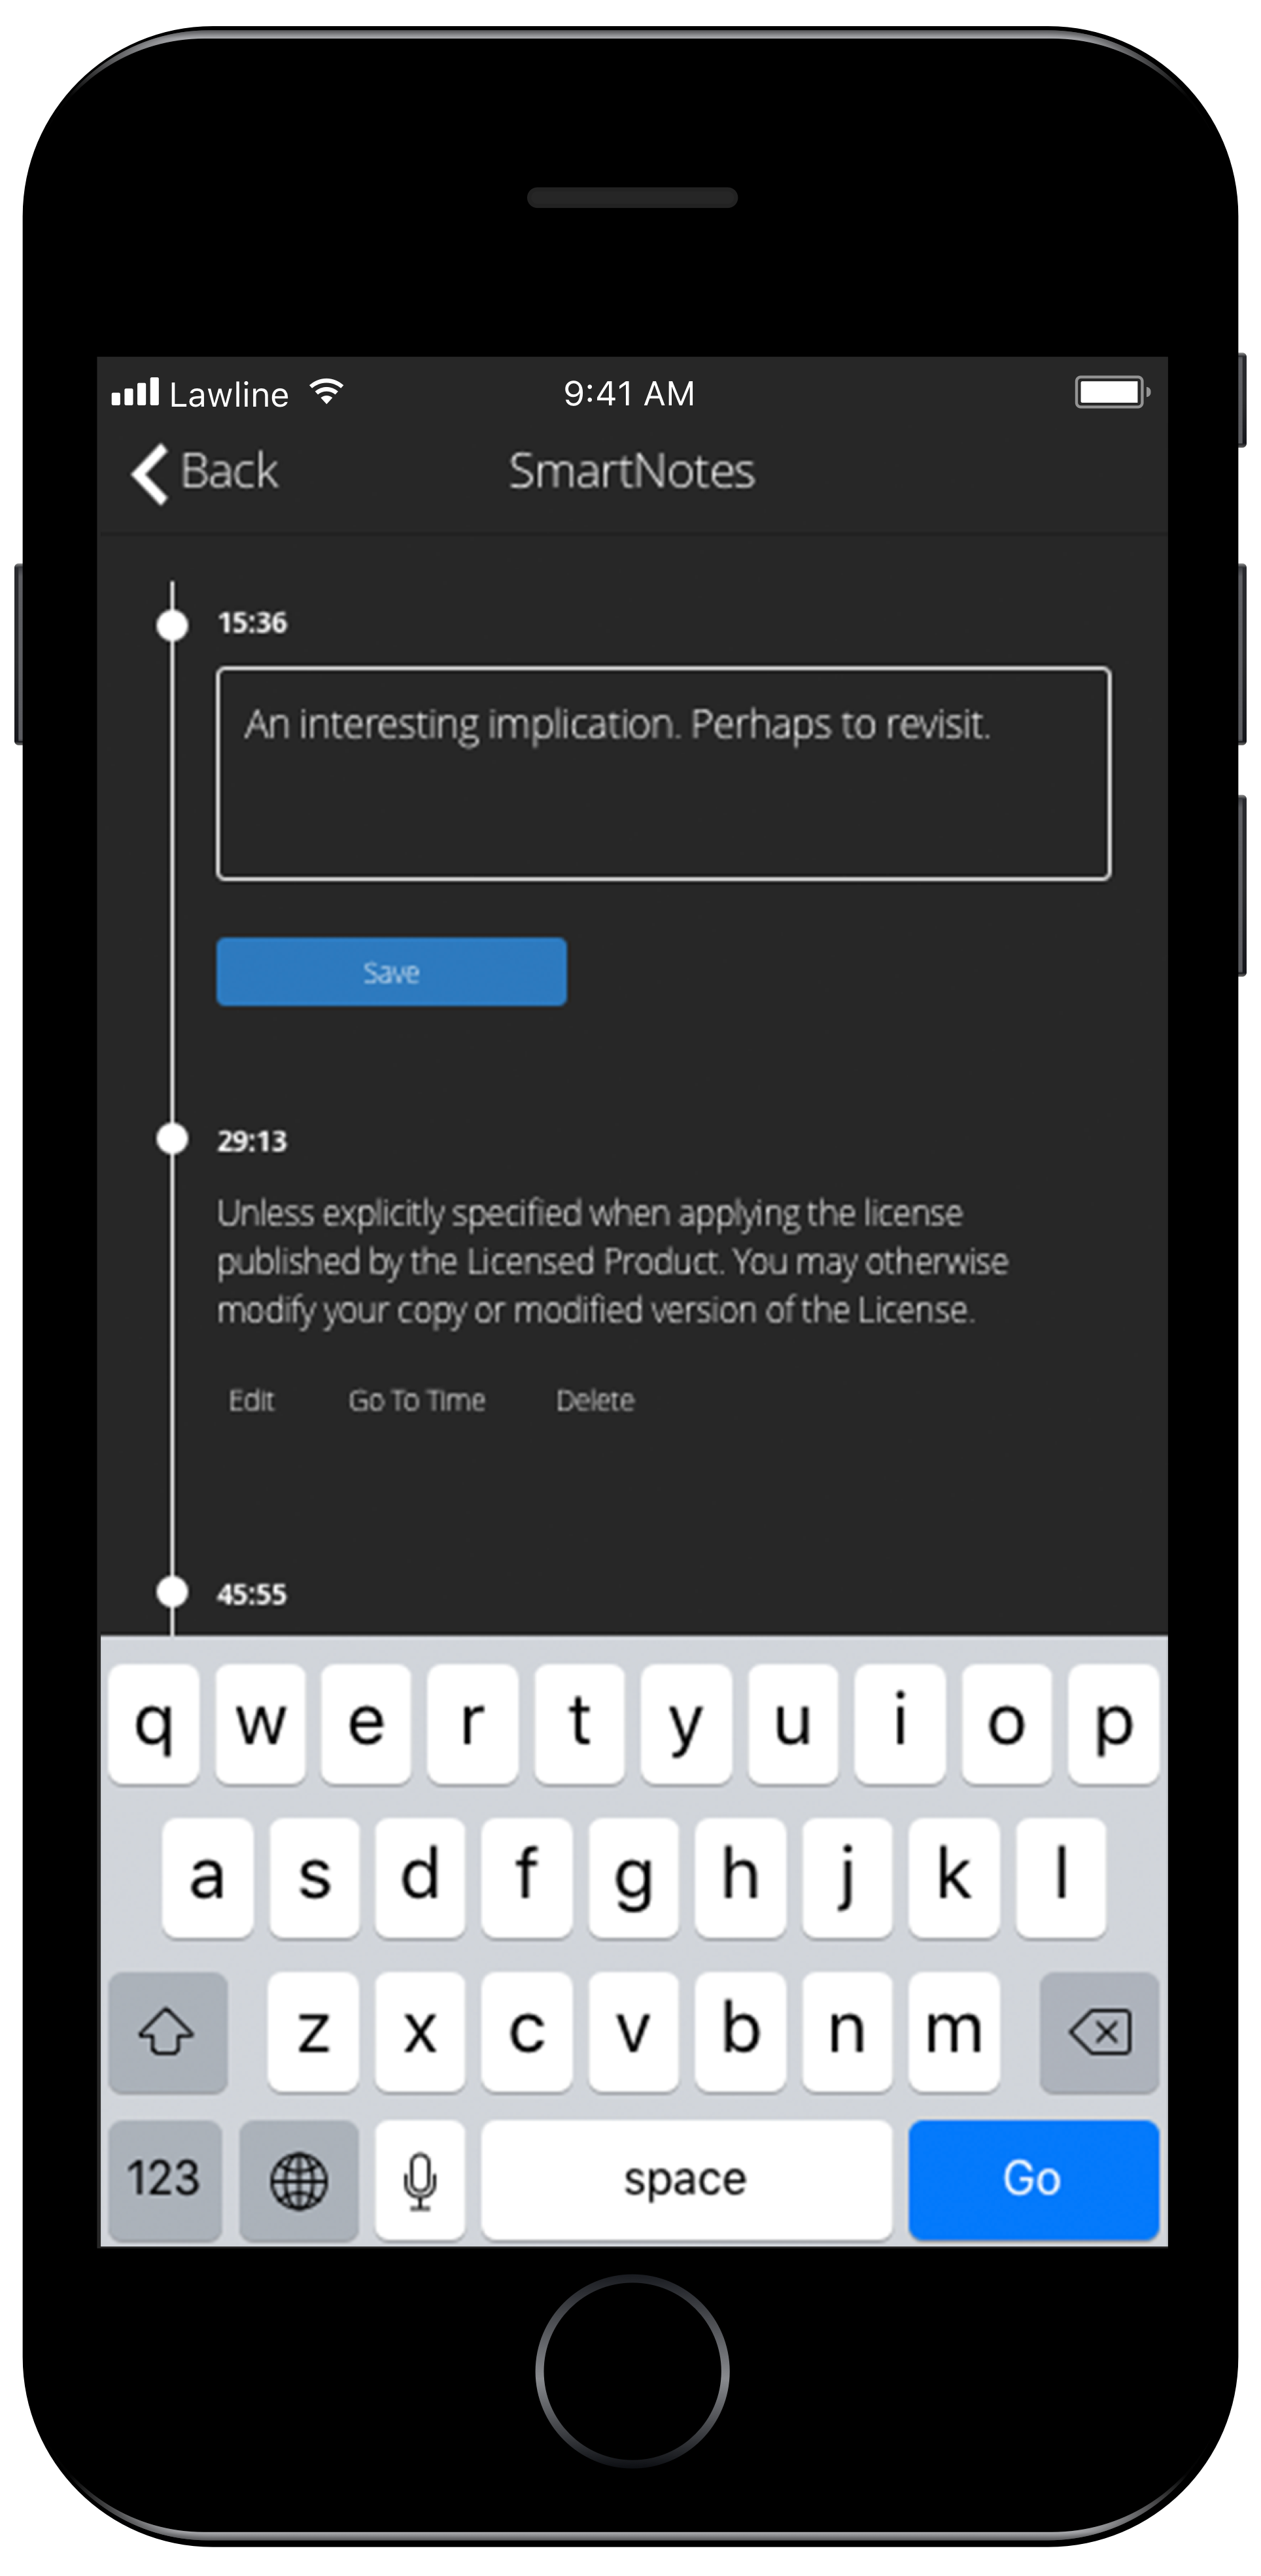 Lawline 9:41 AM
Back SmartNotes
15:36
An interesting implication. Perhaps to revisit.
Save
29:13
Unless explicitly specified when applying the license
published by the Licensed Product. You may otherwise
modify your copy or modified version of the License.
Edit Go To Time Delete
45:55
q w e r t y u i o p
a s d f g h j k l
z x c v b n m
123 space Go